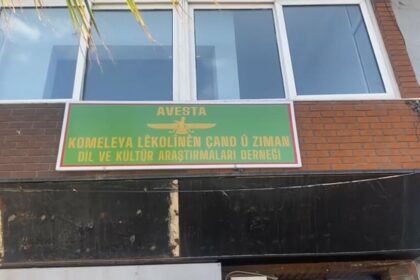 AVESTA
KOMELEYA LÊKOLÎNÊN ÇAND Û ZIMAN
DİL VE KÜLTÜR ARAŞTIRMALARI DERNEĞİ